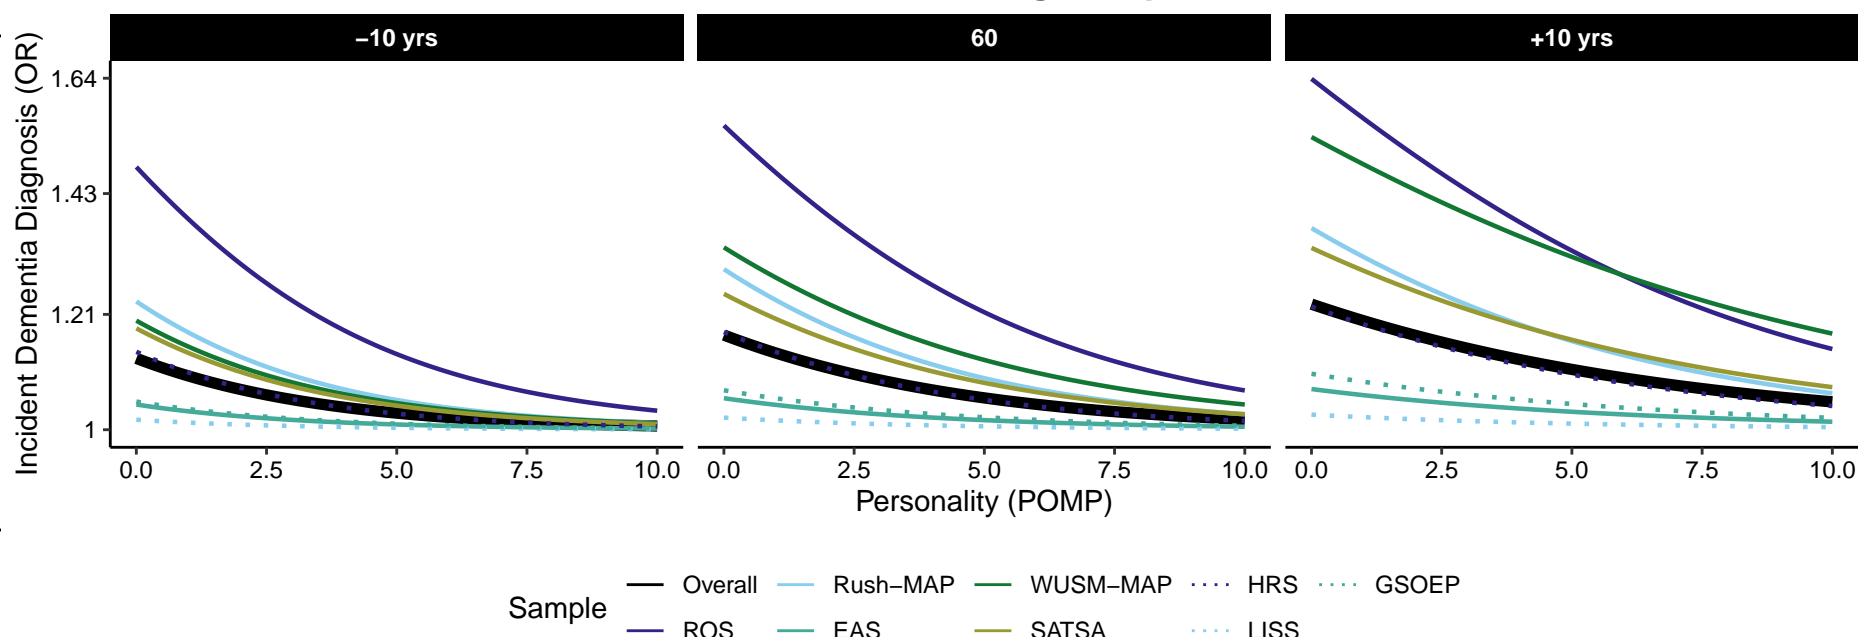 –10 yrs
60
+10 yrs
Incident Dementia Diagnosis (OR)
1.64
1.43
1.21
1
0.0 2.5 5.0 7.5 10.0
0.0 2.5 5.0 7.5 10.0
0.0 2.5 5.0 7.5 10.0
Personality (POMP)
Sample
Overall Rush–MAP WUSM–MAP HRS GSOEP
ROS EAS SATSA LISS